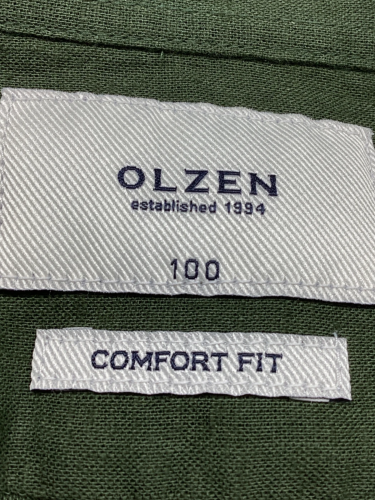 OLZEN
established 1994
100
COMFORT FIT